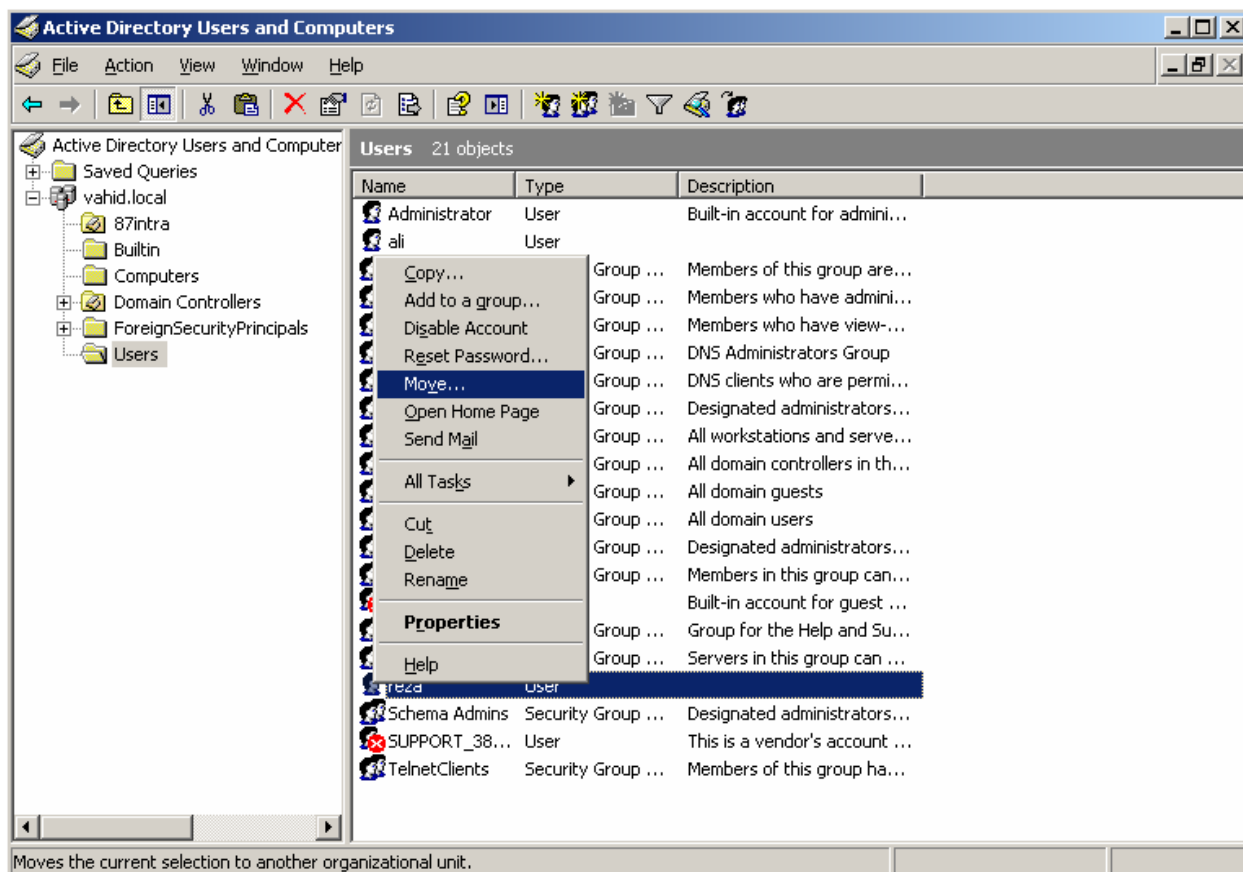 Active Directory Users and Computers
File Action View Window Help
Active Directory Users and Computer
Saved Queries
vahid.local
87intra
Builtin
Computers
Domain Controllers
ForeignSecurityPrincipals
Users
Users 21 objects
Name Type Description
Administrator User Built-in account for admini...
ali User
Group ... Members of this group are...
Group ... Members who have admini...
Group ... Members who have view-...
Group ... DNS Administrators Group
Group ... DNS clients who are permi...
Group ... Designated administrators...
Group ... All workstations and serve...
Group ... All domain controllers in th...
Group ... All domain guests
Group ... All domain users
Group ... Designated administrators...
Group ... Members in this group can...
Built-in account for guest ...
Group ... Group for the Help and Su...
Group ... Servers in this group can ...
reza User
Schema Admins Security Group ... Designated administrators...
SUPPORT_38... User This is a vendor's account ...
TelnetClients Security Group ... Members of this group ha...
Copy...
Add to a group...
Disable Account
Reset Password...
Move...
Open Home Page
Send Mail
All Tasks
Cut
Delete
Rename
Properties
Help
Moves the current selection to another organizational unit.